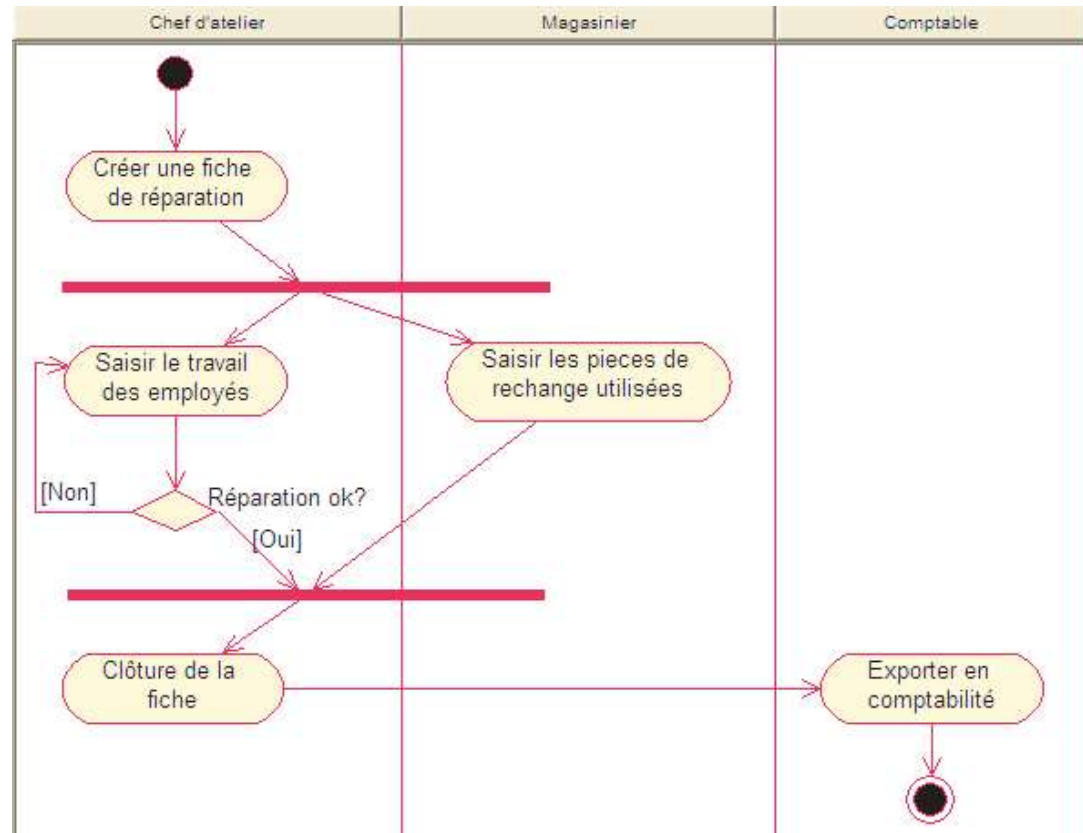 Chef d'atelier
Magasinier
Comptable
Créer une fiche
de réparation
Saisir le travail
des employés
Saisir les pieces de
rechange utilisées
[Non]
Réparation ok?
[Oui]
Clôture de la
fiche
Exporter en
comptabilité